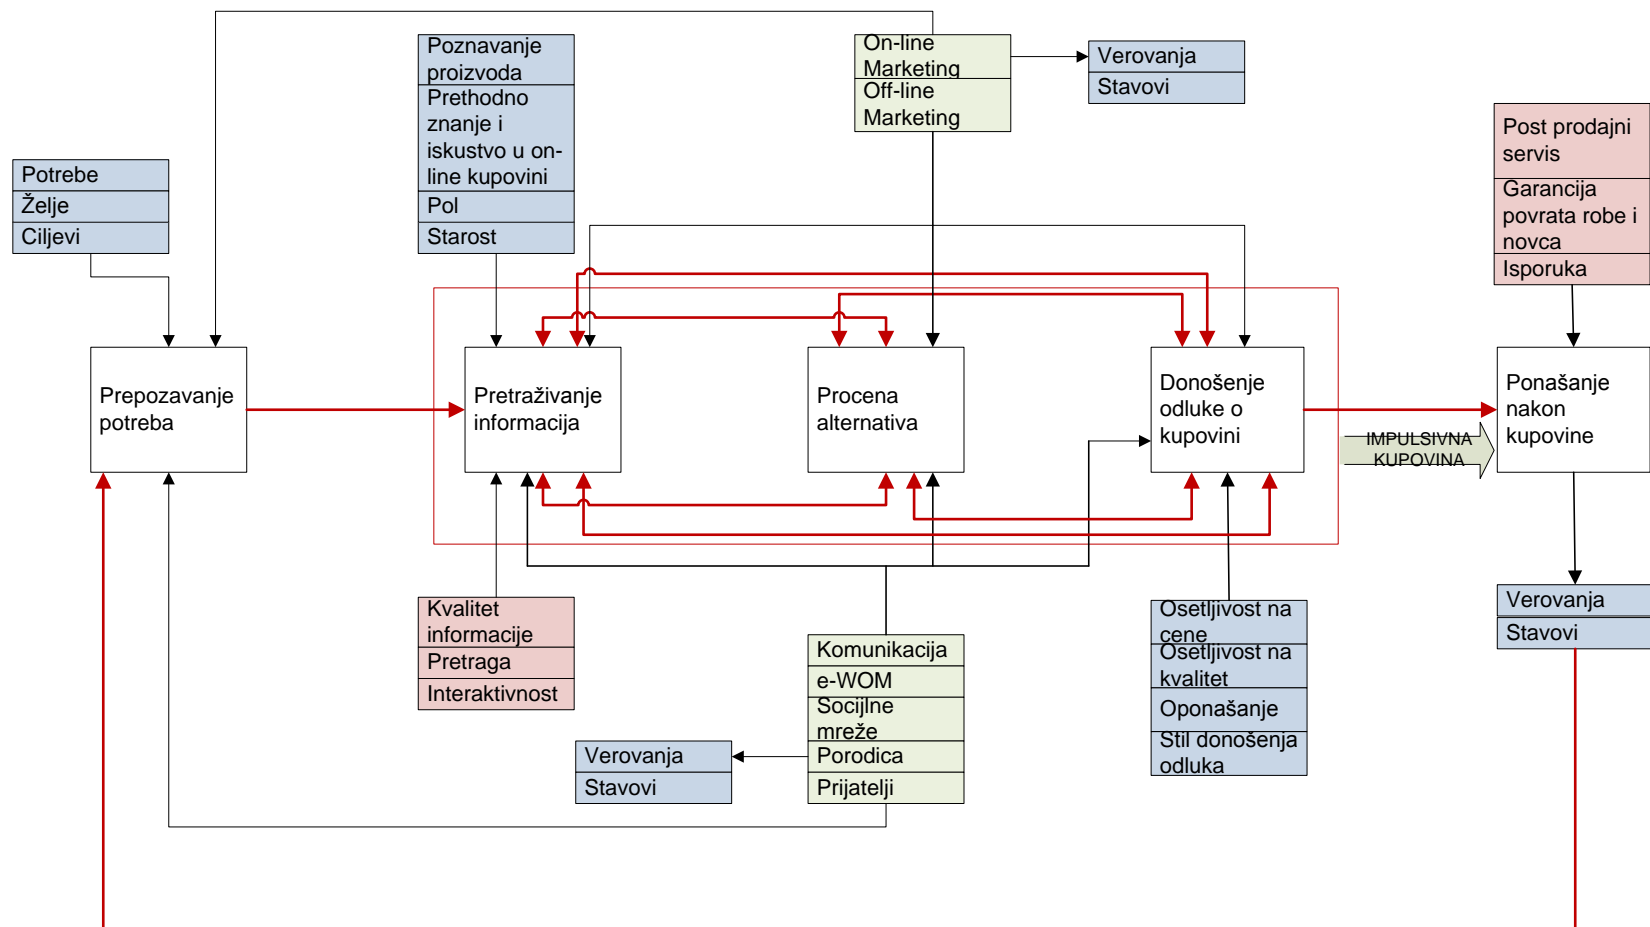 Poznavanje
proizvoda
Prethodno
znanje i
iskustvo u on-
line kupovini
Pol
Starost
On-line
Marketing
Off-line
Marketing
Verovanja
Stavovi
Post prodajni
servis
Garancija
povrata robe i
novca
Isporuka
Potrebe
Želje
Ciljevi
Prepozavanje
potreba
Pretraživanje
informacija
Procena
alternativa
Donošenje
odluke o
kupovini
IMPULSIVNA
KUPOVINA
Ponašanje
nakon
kupovine
Kvalitet
informacije
Pretraga
Interaktivnost
Komunikacija
e-WOM
Socijlne
mreže
Porodica
Prijatelji
Verovanja
Stavovi
Osetljivost na
cene
Osetljivost na
kvalitet
Oponašanje
Stil donošenja
odluka
Verovanja
Stavovi